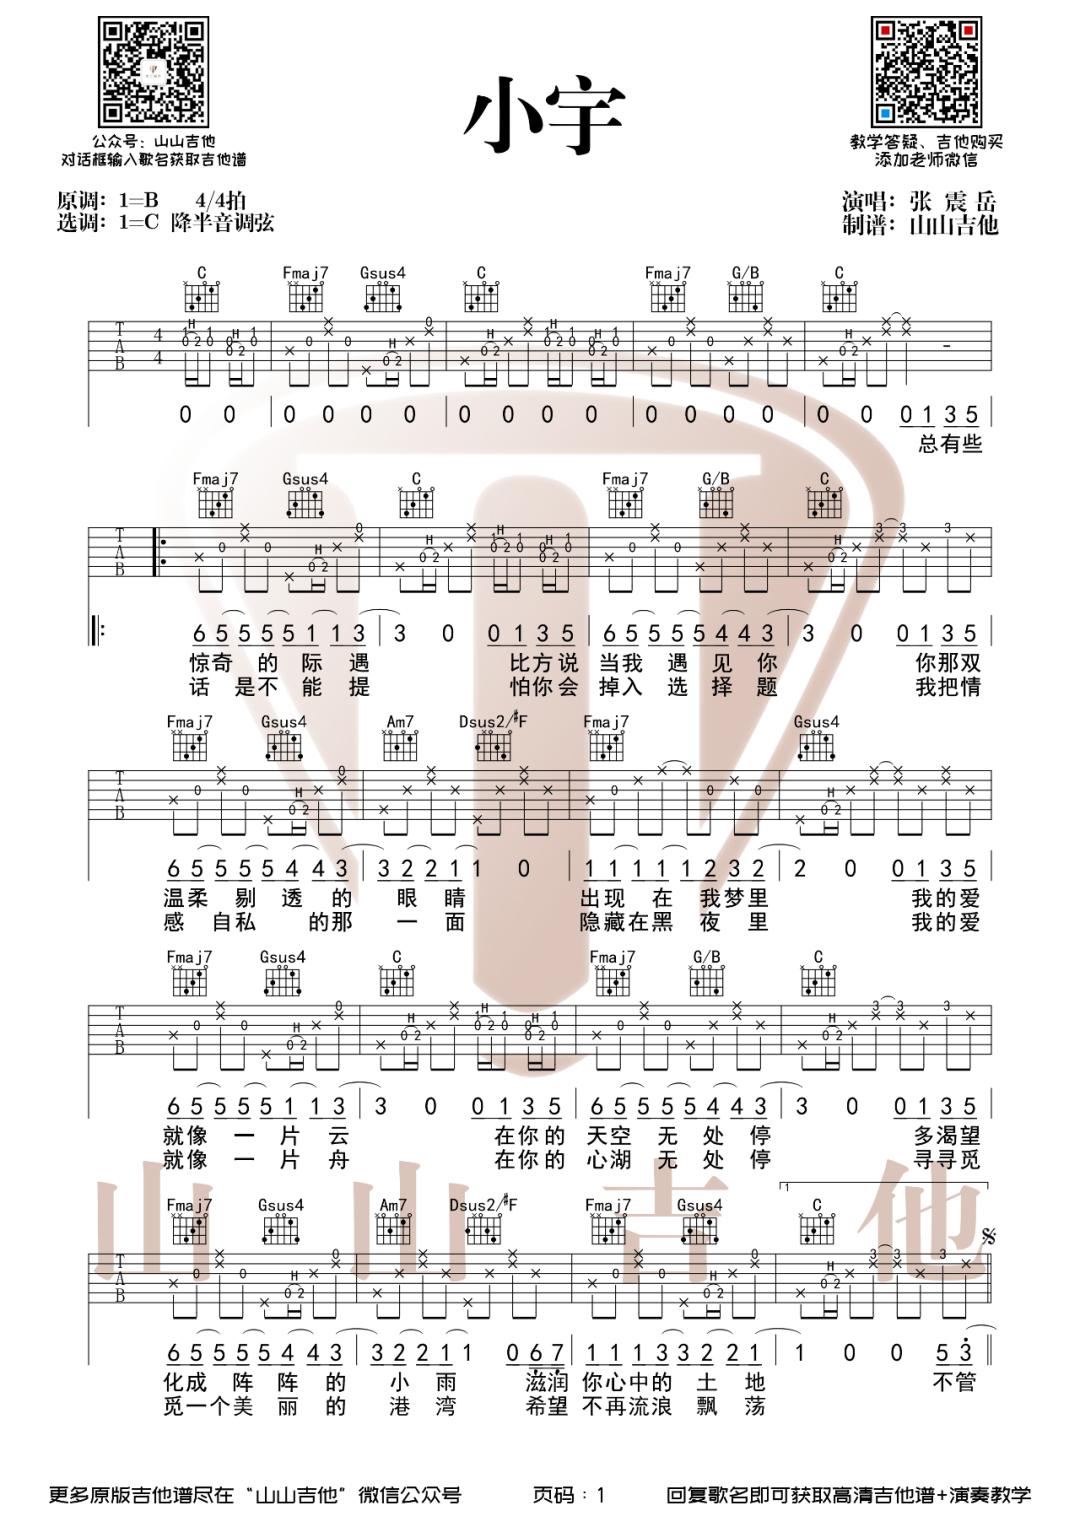 小宇
公众号：山山吉他
对话框输入歌名获取吉他谱
教学答疑、吉他购买
添加老师微信
原调：1=B 4/4拍
选调：1=C 降半音调弦
演唱：张 震 岳
制谱：山山吉他
C Fmaj7 Gsus4 C Fmaj7 G/B C
0 0 | 0 0 0 0 | 0 0 0 0 | 0 0 0 0 | 0 0 0 1 3 5
总有些
Fmaj7 Gsus4 C Fmaj7 G/B C
6 5 5 5 5 1 1 3 | 3 0 0 1 3 5 | 6 5 5 5 5 4 4 3 | 3 0 0 1 3 5
惊奇 的 际 遇 比方说 当我 遇 见 你 你那双
话 是不 能 提 怕你会 掉入 选 择 题 我把情
Fmaj7 Gsus4 Am7 Dsus2/#F Fmaj7 Gsus4
6 5 5 5 5 4 4 3 | 3 2 2 1 1 0 | 1 1 1 1 1 2 3 2 | 2 0 0 1 3 5
温柔 剔 透 的 眼 睛 出现 在 我梦里 我的爱
感 自私 的那 一 面 隐藏在黑 夜 里 我的爱
Fmaj7 Gsus4 C Fmaj7 G/B C
6 5 5 5 5 1 1 3 | 3 0 0 1 3 5 | 6 5 5 5 5 4 4 3 | 3 0 0 1 3 5
就像 一 片 云 在你的 天空 无 处 停 多渴望
就像 一 片 舟 在你的 心湖 无 处 停 寻寻觅
山山吉他
Fmaj7 Gsus4 Am7 Dsus2/#F Fmaj7 Gsus4 1 C
6 5 5 5 5 4 4 3 | 3 2 2 1 1 0 6 7 | 1 1 1 3 3 2 2 1 | 1 0 0 5 3
化成 阵 阵 的 小 雨 滋润 你心中的 土 地 不管
觅一个美 丽 的 港 湾 希望 不再流浪 飘 荡
更多原版吉他谱尽在“山山吉他”微信公众号 页码：1 回复歌名即可获取高清吉他谱+演奏教学